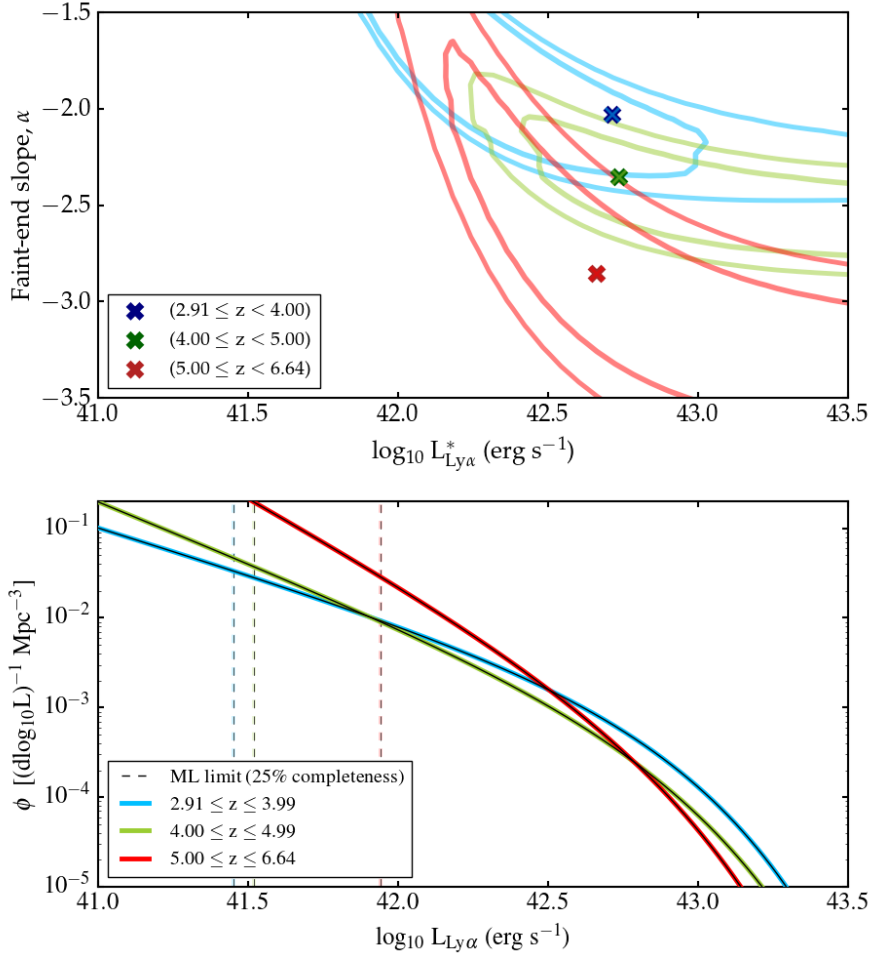 −1.5
−2.0
−2.5
−3.0
−3.5
Faint-end slope, α
(2.91 ≤ z < 4.00)
(4.00 ≤ z < 5.00)
(5.00 ≤ z < 6.64)
41.0 41.5 42.0 42.5 43.0 43.5
log₁₀ L*Lyα (erg s⁻¹)
10⁻¹
10⁻²
10⁻³
10⁻⁴
10⁻⁵
ϕ [(dlog₁₀L)⁻¹ Mpc⁻³]
ML limit (25% completeness)
2.91 ≤ z ≤ 3.99
4.00 ≤ z ≤ 4.99
5.00 ≤ z ≤ 6.64
41.0 41.5 42.0 42.5 43.0 43.5
log₁₀ LLyα (erg s⁻¹)